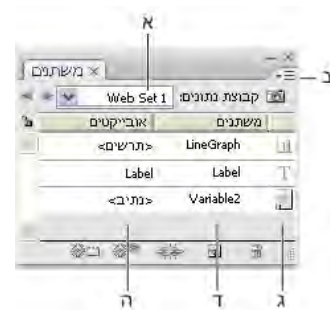 א
משתנים ×
ב
קבוצת נתונים: Web Set 1
משתנים אובייקטים
LineGraph <תרשים>
Label Label
Variable2 <נתיב>
ג ד ה